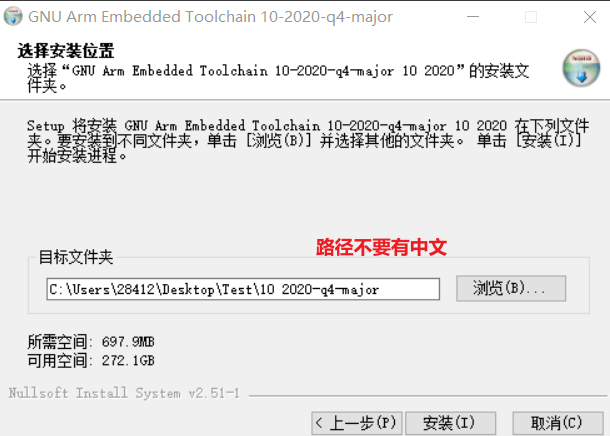 GNU Arm Embedded Toolchain 10-2020-q4-major
选择安装位置
选择“GNU Arm Embedded Toolchain 10-2020-q4-major 10 2020”的安装文
件夹。
Setup 将安装 GNU Arm Embedded Toolchain 10-2020-q4-major 10 2020 在下列文件
夹。要安装到不同文件夹，单击 [浏览(B)] 并选择其他的文件夹。 单击 [安装(I)]
开始安装进程。
路径不要有中文
目标文件夹
C:\Users\28412\Desktop\Test\10 2020-q4-major
浏览(B)...
所需空间: 697.9MB
可用空间: 272.1GB
Nullsoft Install System v2.51-1
< 上一步(P)
安装(I)
取消(C)